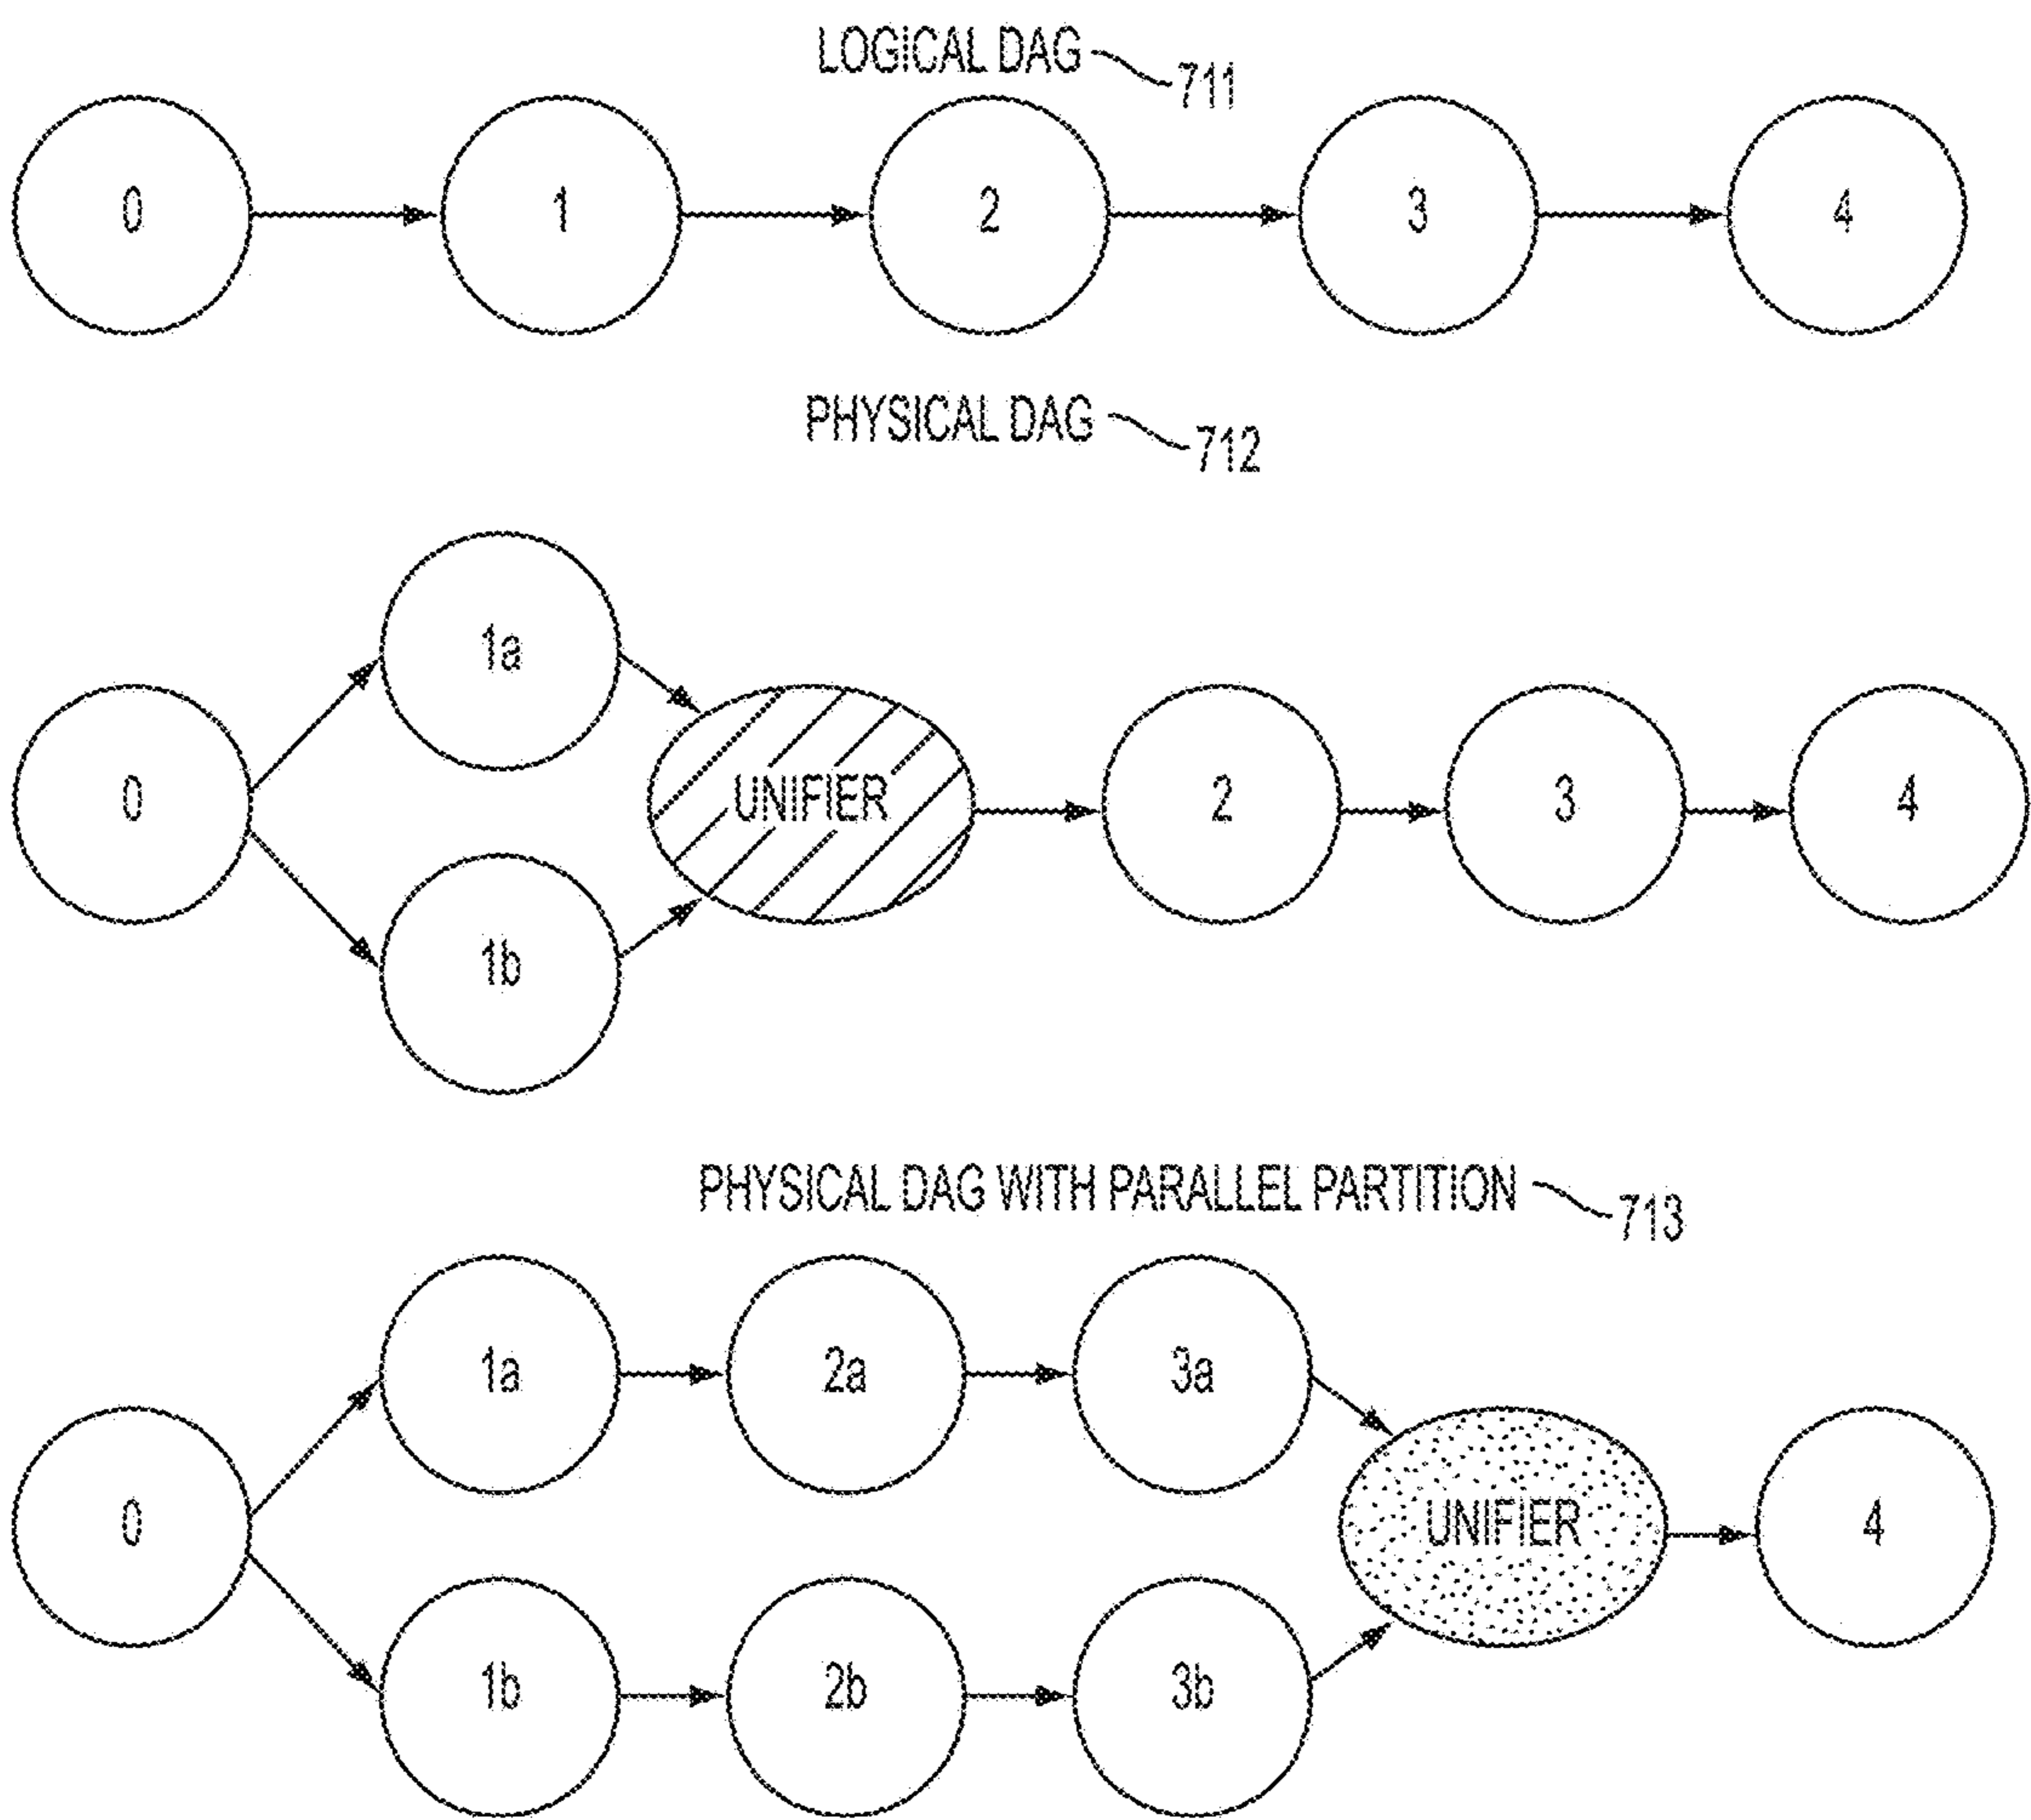 LOGICAL DAG 711
0 1 2 3 4
PHYSICAL DAG 712
1a
0 UNIFIER 2 3 4
1b
PHYSICAL DAG WITH PARALLEL PARTITION 713
1a 2a 3a
0 UNIFIER 4
1b 2b 3b